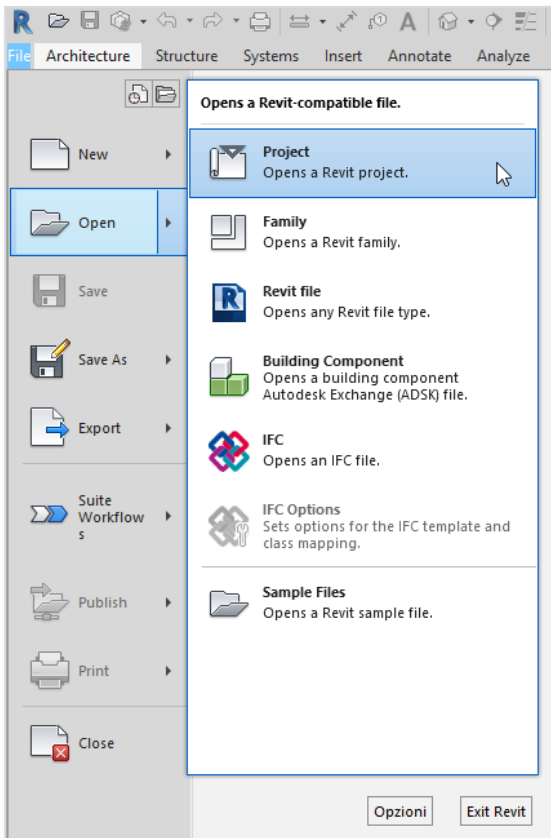 File Architecture Structure Systems Insert Annotate Analyze
Opens a Revit-compatible file.
New
Open
Save
Save As
Export
Suite
Workflow
s
Publish
Print
Close
Project
Opens a Revit project.
Family
Opens a Revit family.
Revit file
Opens any Revit file type.
Building Component
Opens a building component
Autodesk Exchange (ADSK) file.
IFC
Opens an IFC file.
IFC Options
Sets options for the IFC template and
class mapping.
Sample Files
Opens a Revit sample file.
Opzioni Exit Revit